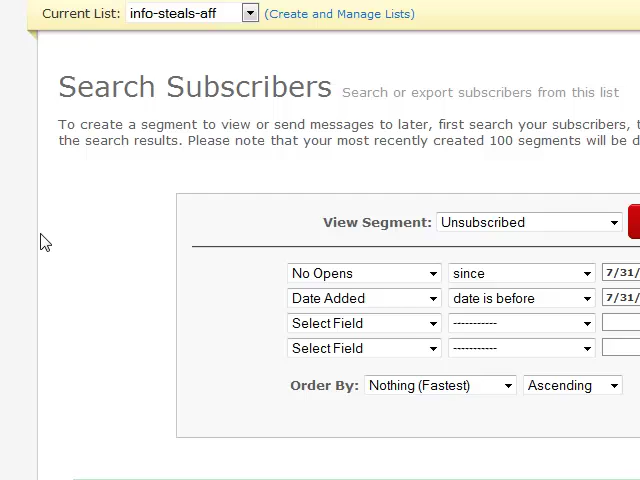 Current List: info-steals-aff (Create and Manage Lists)
Search Subscribers Search or export subscribers from this list
To create a segment to view or send messages to later, first search your subscribers,
the search results. Please note that your most recently created 100 segments will be
View Segment: Unsubscribed
No Opens since 7/31/
Date Added date is before 7/31/
Select Field -----------
Select Field -----------
Order By: Nothing (Fastest) Ascending